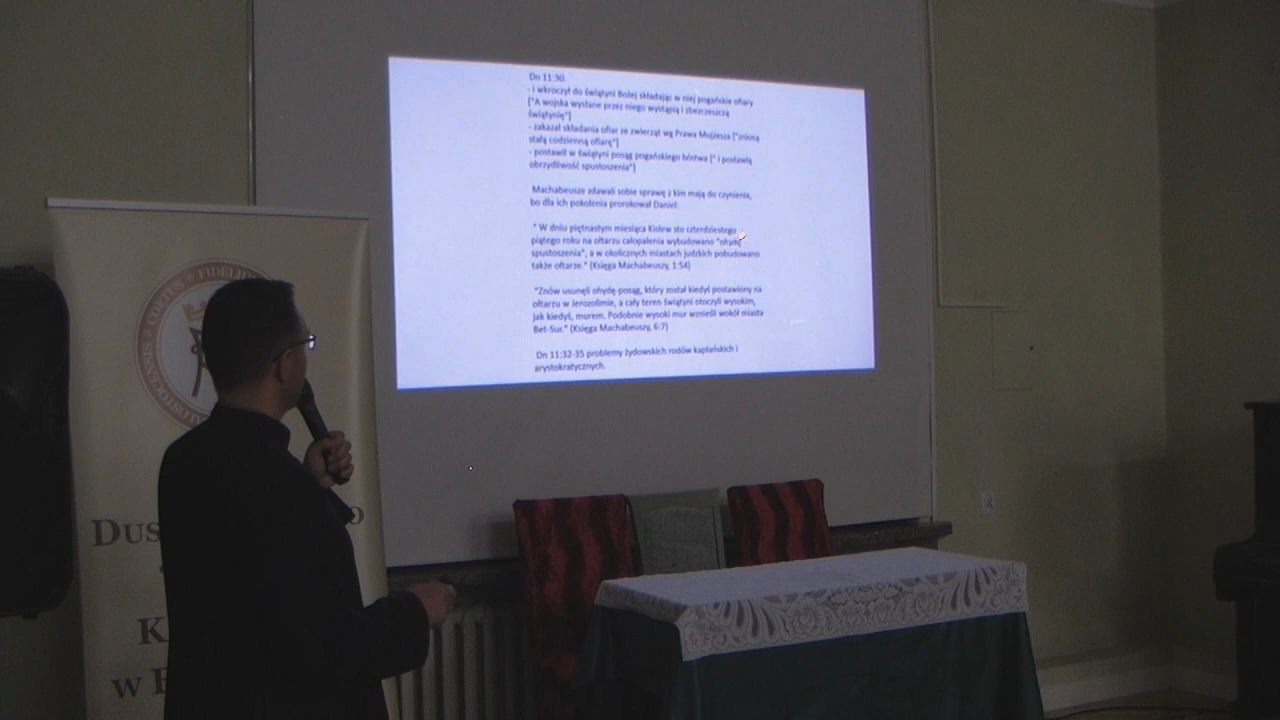 Dn 11:30.
- i wkroczył do świątyni Bożej składając w niej pogańskie ofiary
["A wojska wysłane przez niego wystąpią i zbezczeszczą
świątynię"]
- zakazał składania ofiar ze zwierząt wg Prawa Mojżesza ["zniosą
stałą codzienną ofiarę"]
- postawił w świątyni posąg pogańskiego bóstwa [" i postawią
obrzydliwość spustoszenia"]
Machabeusze zdawali sobie sprawę z kim mają do czynienia,
bo dla ich pokolenia prorokował Daniel:
" W dniu piętnastym miesiąca Kislew sto czterdziestego
piątego roku na ołtarzu całopalenia wybudowano "ohydę
spustoszenia", a w okolicznych miastach judzkich pobudowano
także ołtarze." (Księga Machabeuszy, 1:54)
"Znów usunęli ohydę-posąg, który został kiedyś postawiony na
ołtarzu w Jerozolimie, a cały teren świątyni otoczyli wysokim,
jak kiedyś, murem. Podobnie wysoki mur wznieśli wokół miasta
Bet-Sur." (Księga Machabeuszy, 6:7)
Dn 11:32-35 problemy żydowskich rodów kapłańskich i
arystokratycznych.
FIDELIU
Dus
o
K
w